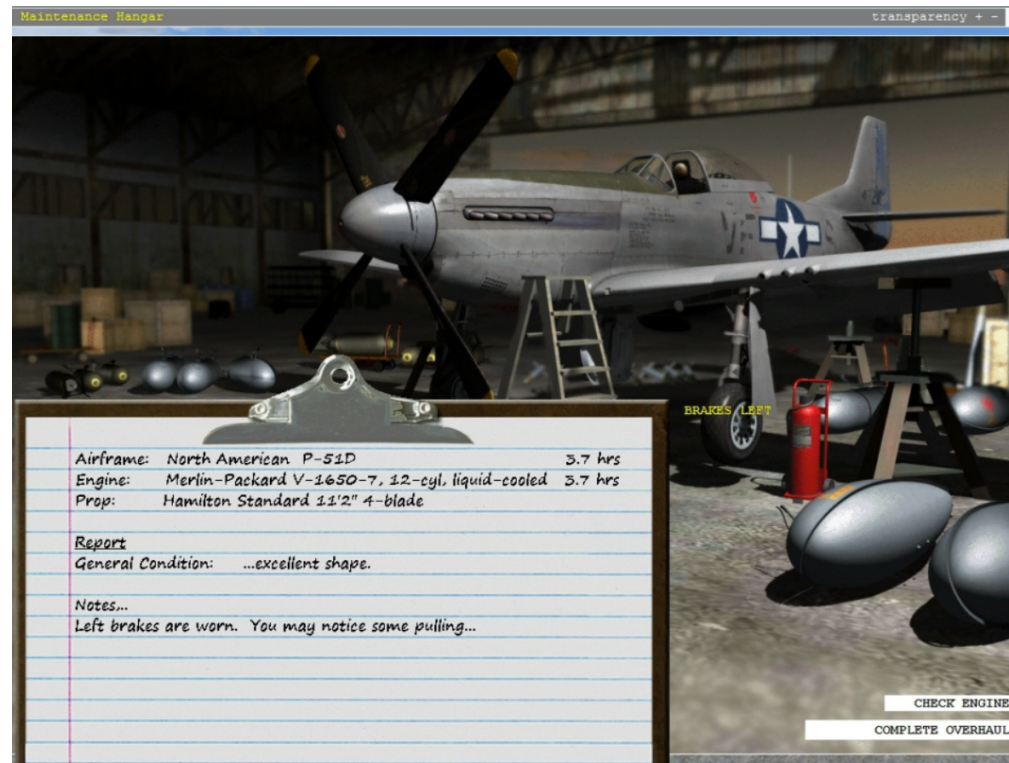 Maintenance Hangar
transparency + -
BRAKES LEFT
Airframe: North American P-51D 3.7 hrs
Engine: Merlin-Packard V-1650-7, 12-cyl, liquid-cooled 3.7 hrs
Prop: Hamilton Standard 11'2" 4-blade
Report
General Condition: ...excellent shape.
Notes...
Left brakes are worn. You may notice some pulling...
CHECK ENGINE
COMPLETE OVERHAUL